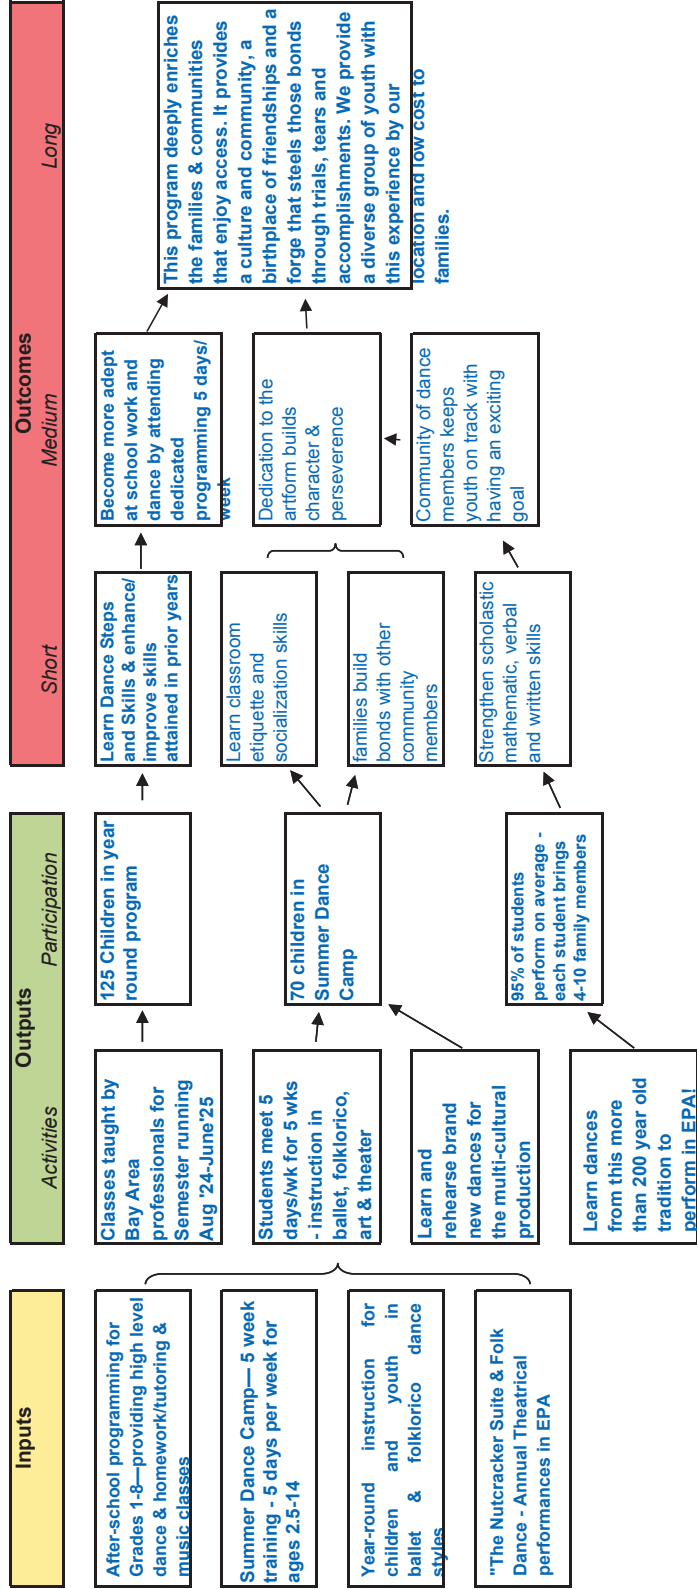 Inputs
Outputs
Outcomes
Activities
Participation
Short
Medium
Long
After-school programming for
Grades 1-8—providing high level
dance & homework/tutoring &
music classes
Summer Dance Camp— 5 week
training - 5 days per week for
ages 2.5-14
Year-round instruction for
children and youth in
ballet & folklorico dance
styles
"The Nutcracker Suite & Folk
Dance - Annual Theatrical
performances in EPA
Classes taught by
Bay Area
professionals for
Semester running
Aug '24-June'25
Students meet 5
days/wk for 5 wks
- instruction in
ballet, folklorico,
art & theater
Learn and
rehearse brand
new dances for
the multi-cultural
production
Learn dances
from this more
than 200 year old
tradition to
perform in EPA!
125 Children in year
round program
70 children in
Summer Dance
Camp
95% of students
perform on average -
each student brings
4-10 family members
Learn Dance Steps
and Skills & enhance/
improve skills
attained in prior years
Learn classroom
etiquette and
socialization skills
families build
bonds with other
community
members
Strengthen scholastic
mathematic, verbal
and written skills
Become more adept
at school work and
dance by attending
dedicated
programming 5 days/
week
Dedication to the
artform builds
character &
perseverence
Community of dance
members keeps
youth on track with
having an exciting
goal
This program deeply enriches
the families & communities
that enjoy access. It provides
a culture and community, a
birthplace of friendships and a
forge that steels those bonds
through trials, tears and
accomplishments. We provide
a diverse group of youth with
this experience by our
location and low cost to
families.